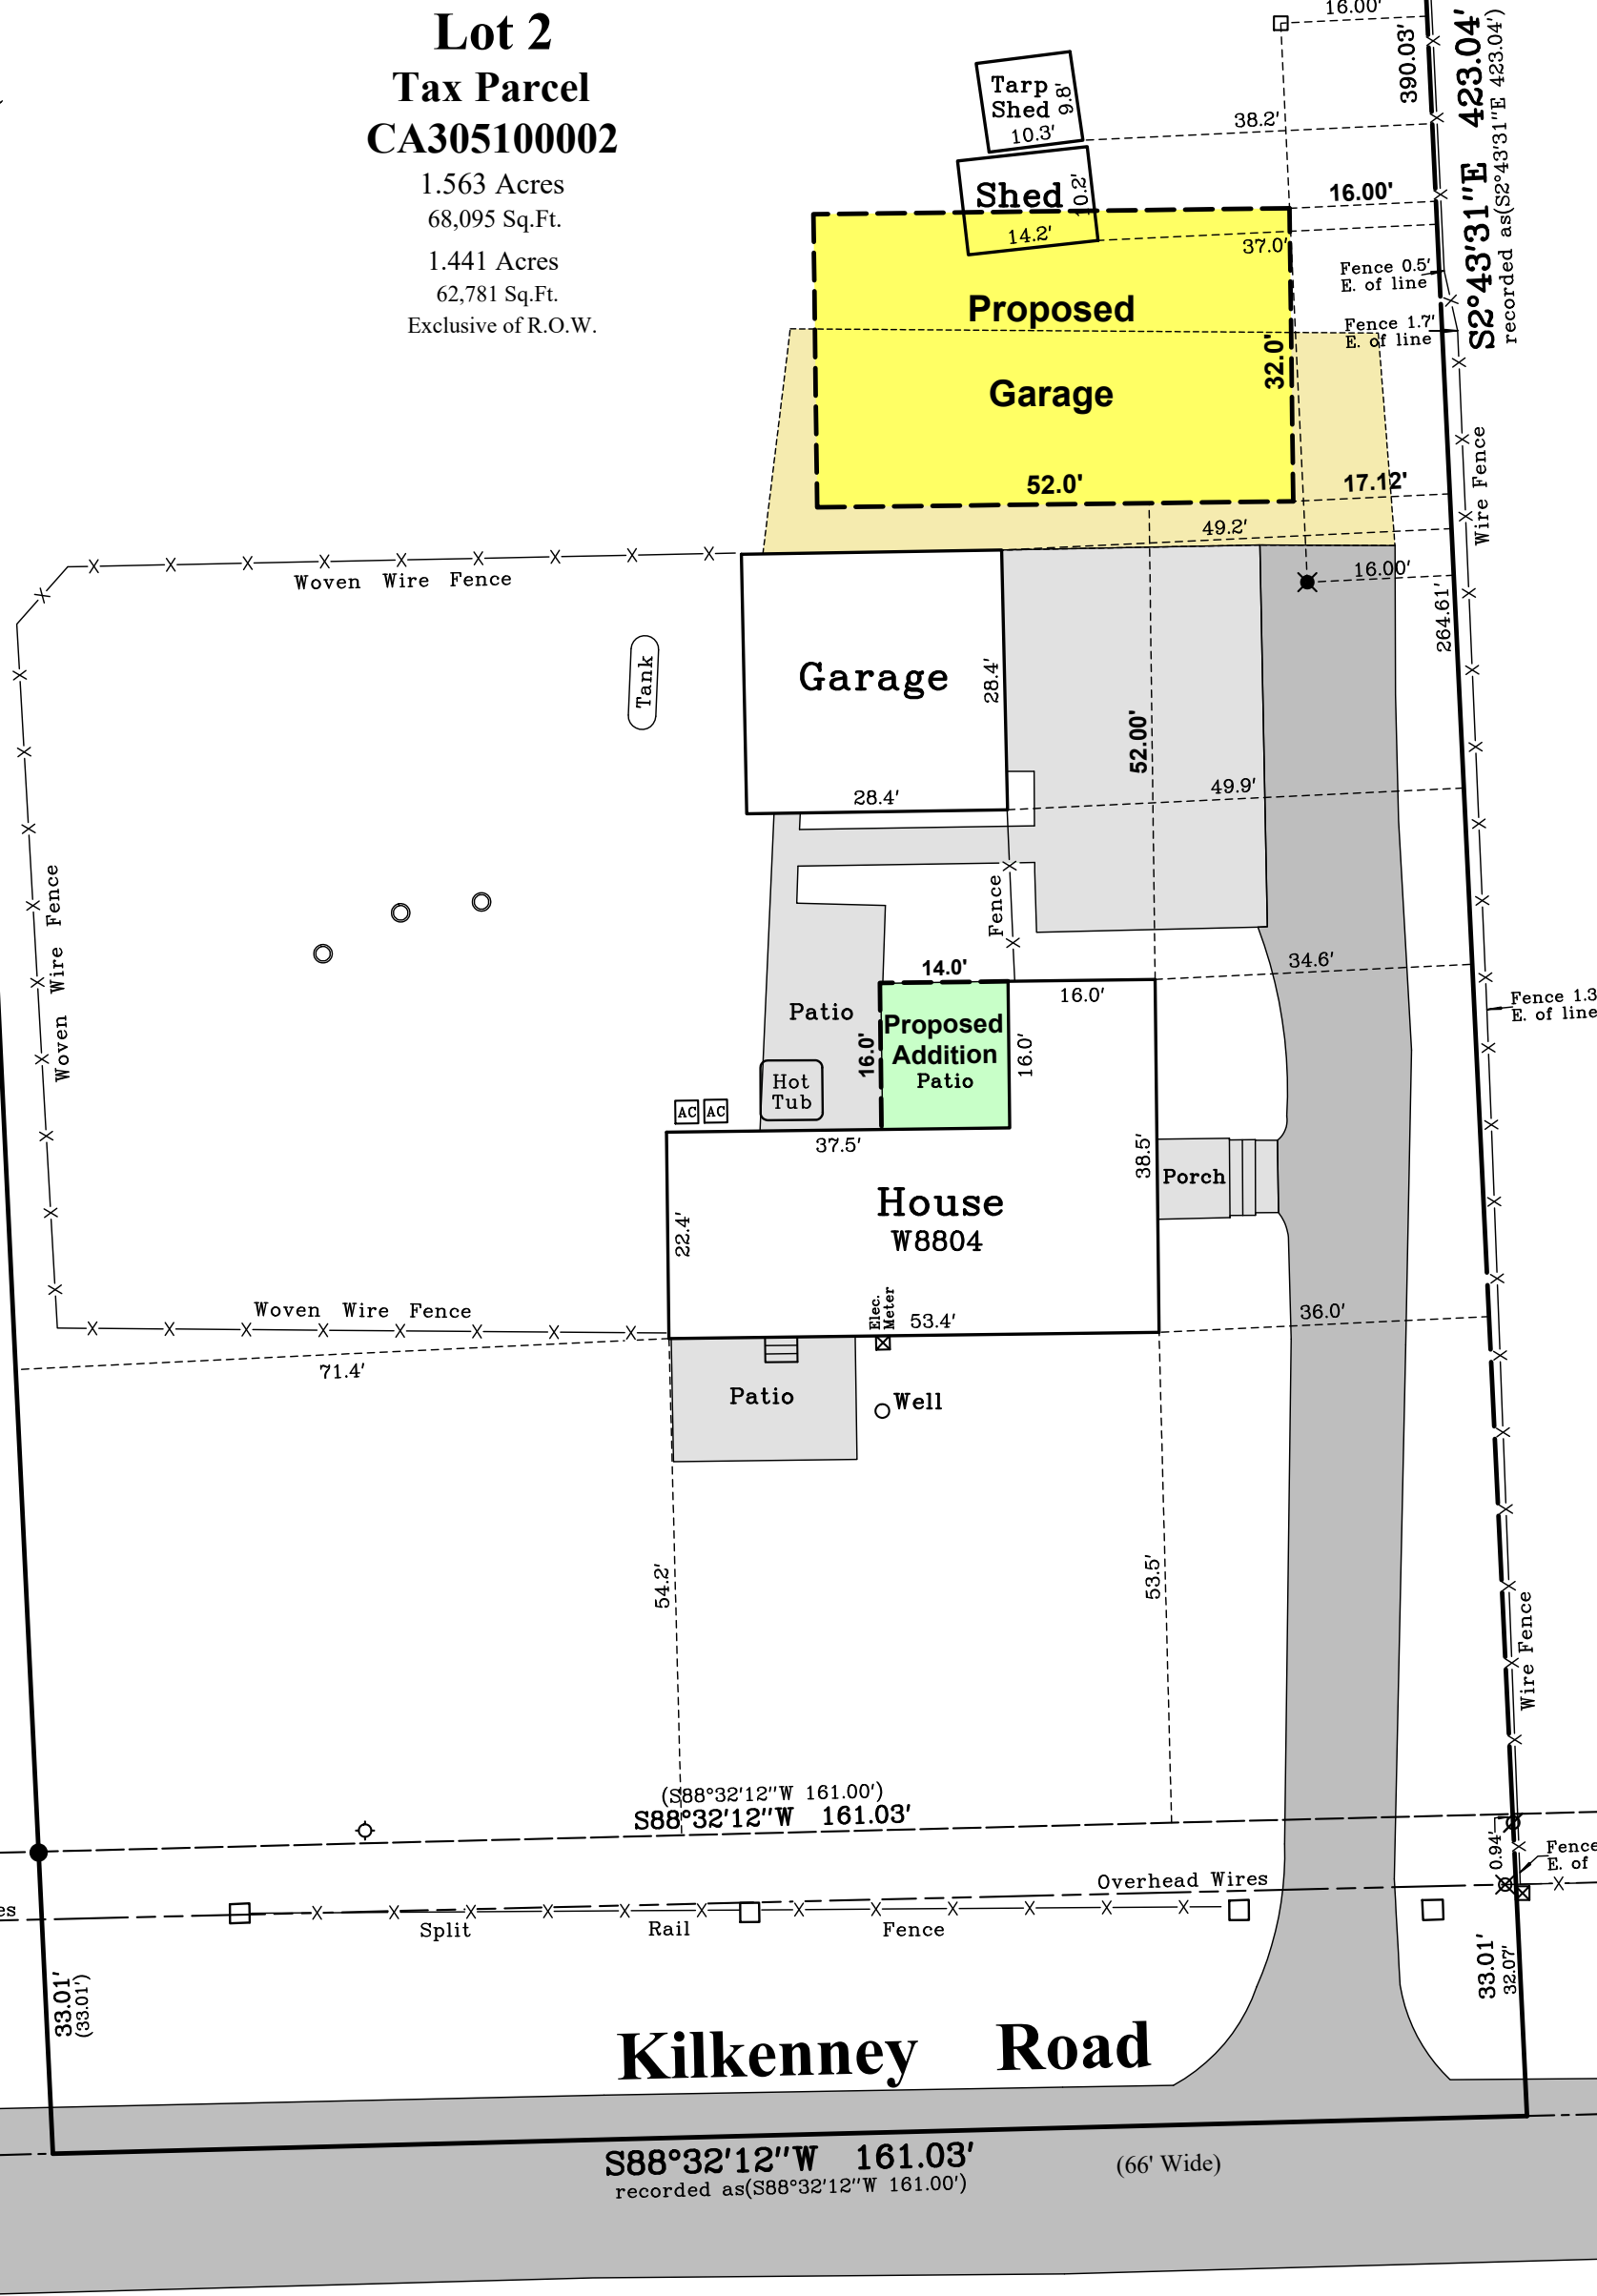 Lot 2
Tax Parcel
CA305100002
1.563 Acres
68,095 Sq.Ft.
1.441 Acres
62,781 Sq.Ft.
Exclusive of R.O.W.
16.00'
390.03'
S2°43'31"E 423.04'
recorded as(S2°43'31"E 423.04')
Tarp
Shed
9.8'
10.3'
38.2'
Shed
10.2'
14.2'
16.00'
37.0'
Fence 0.5'
E. of line
Fence 1.7'
E. of line
Proposed
Garage
32.0'
52.0'
17.12'
Wire Fence
49.2'
16.00'
264.61'
Woven Wire Fence
Tank
Garage
28.4'
28.4'
52.00'
49.9'
Woven Wire Fence
Fence
34.6'
14.0'
16.0'
Patio
16.0'
Proposed
Addition
Patio
16.0'
Fence 1.3
E. of line
Hot
Tub
AC
AC
37.5'
38.5'
Porch
House
W8804
22.4'
Elec.
Meter
53.4'
36.0'
Woven Wire Fence
71.4'
Patio
Well
54.2'
53.5'
Wire Fence
(S88°32'12"W 161.00')
S88°32'12"W 161.03'
0.94'
Fence
E. of
Overhead Wires
es
Split Rail Fence
33.01'
(33.01')
33.01'
32.07'
Kilkenney Road
S88°32'12"W 161.03'
(66' Wide)
recorded as(S88°32'12"W 161.00')